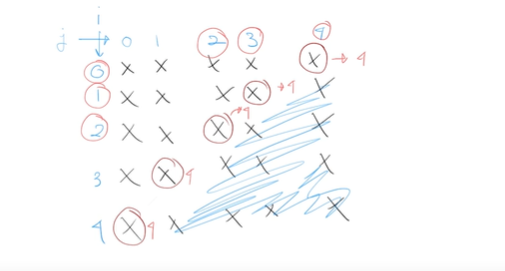 i
j 0 1 2 3 4
0 x x x x x → 4
1 x x x x → 4 x
2 x x x → 4 x x
3 x x 4 x x x
4 x 4 x x x x